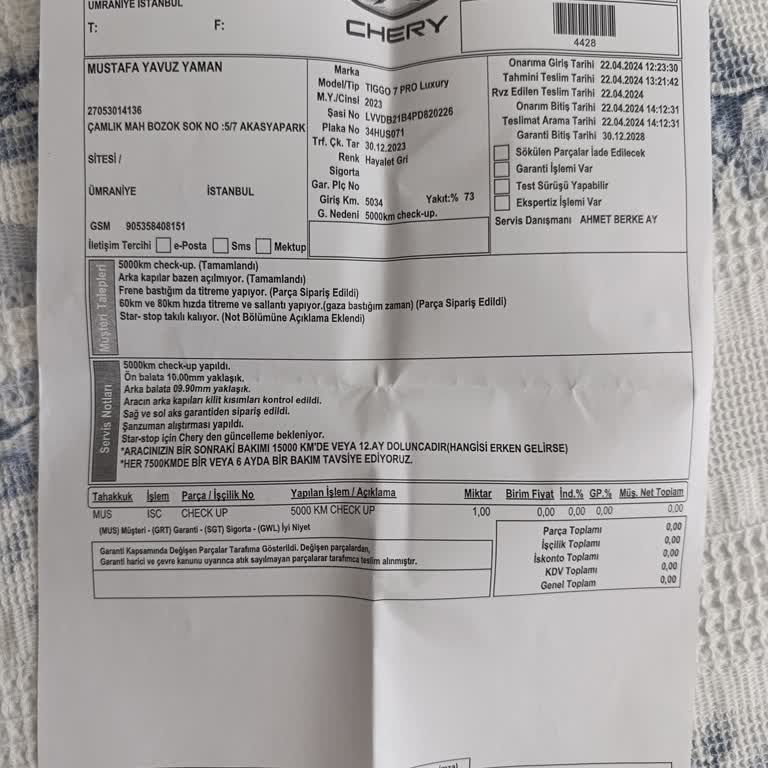 ÜMRANİYE İSTANBUL
T: F:
CHERY
4428
MUSTAFA YAVUZ YAMAN
27053014136
ÇAMLIK MAH BOZOK SOK NO :5/7 AKASYAPARK
SİTESİ /
ÜMRANİYE İSTANBUL
GSM 905358408151
İletişim Tercihi e-Posta Sms Mektup
Marka
Model/Tip TIGGO 7 PRO Luxury
M.Y./Cinsi 2023
Şasi No LVVDB21B4PD820226
Plaka No 34HUS071
Trf. Çk. Tar 30.12.2023
Renk Hayalet Gri
Sigorta
Gar. Plç No
Giriş Km. 5034 Yakıt:% 73
G. Nedeni 5000km check-up.
Onarıma Giriş Tarihi 22.04.2024 12:23:30
Tahmini Teslim Tarihi 22.04.2024 13:21:42
Rvz Edilen Teslim Tarihi 22.04.2024
Onarım Bitiş Tarihi 22.04.2024 14:12:31
Teslimat Arama Tarihi 22.04.2024 14:12:31
Garanti Bitiş Tarihi 30.12.2028
Sökülen Parçalar İade Edilecek
Garanti İşlemi Var
Test Sürüşü Yapabilir
Ekspertiz İşlemi Var
Servis Danışmanı AHMET BERKE AY
Müşteri Talepleri
5000km check-up. (Tamamlandı)
Arka kapılar bazen açılmıyor. (Tamamlandı)
Frene bastığım da titreme yapıyor. (Parça Sipariş Edildi)
60km ve 80km hızda titreme ve sallantı yapıyor.(gaza bastığım zaman) (Parça Sipariş Edildi)
Star- stop takılı kalıyor. (Not Bölümüne Açıklama Eklendi)
Servis Notları
5000km check-up yapıldı.
Ön balata 10.00mm yaklaşık.
Arka balata 09.90mm yaklaşık.
Aracın arka kapıları kilit kısımları kontrol edildi.
Sağ ve sol aks garantiden sipariş edildi.
Şanzuman alıştırması yapıldı.
Star-stop için Chery den güncelleme bekleniyor.
*ARACINIZIN BİR SONRAKİ BAKIMI 15000 KM'DE VEYA 12.AY DOLUNCADIR(HANGİSİ ERKEN GELİRSE)
*HER 7500KMDE BİR VEYA 6 AYDA BİR BAKIM TAVSİYE EDİYORUZ.
Tahakkuk İşlem Parça / İşçilik No Yapılan İşlem / Açıklama Miktar Birim Fiyat İnd.% GP.% Müş. Net Toplam
MUS ISC CHECK UP 5000 KM CHECK UP 1,00 0,00 0,00 0,00 0,00
(MUS) Müşteri - (GRT) Garanti - (SGT) Sigorta - (GWL) İyi Niyet
Garanti Kapsamında Değişen Parçalar Tarafıma Gösterildi. Değişen parçalardan,
Garanti harici ve çevre kanunu uyarınca atık sayılmayan parçalarar tarafımca teslim alınmıştır.
Parça Toplamı 0,00
İşçilik Toplamı 0,00
İskonto Toplamı 0,00
KDV Toplamı 0,00
Genel Toplam 0,00